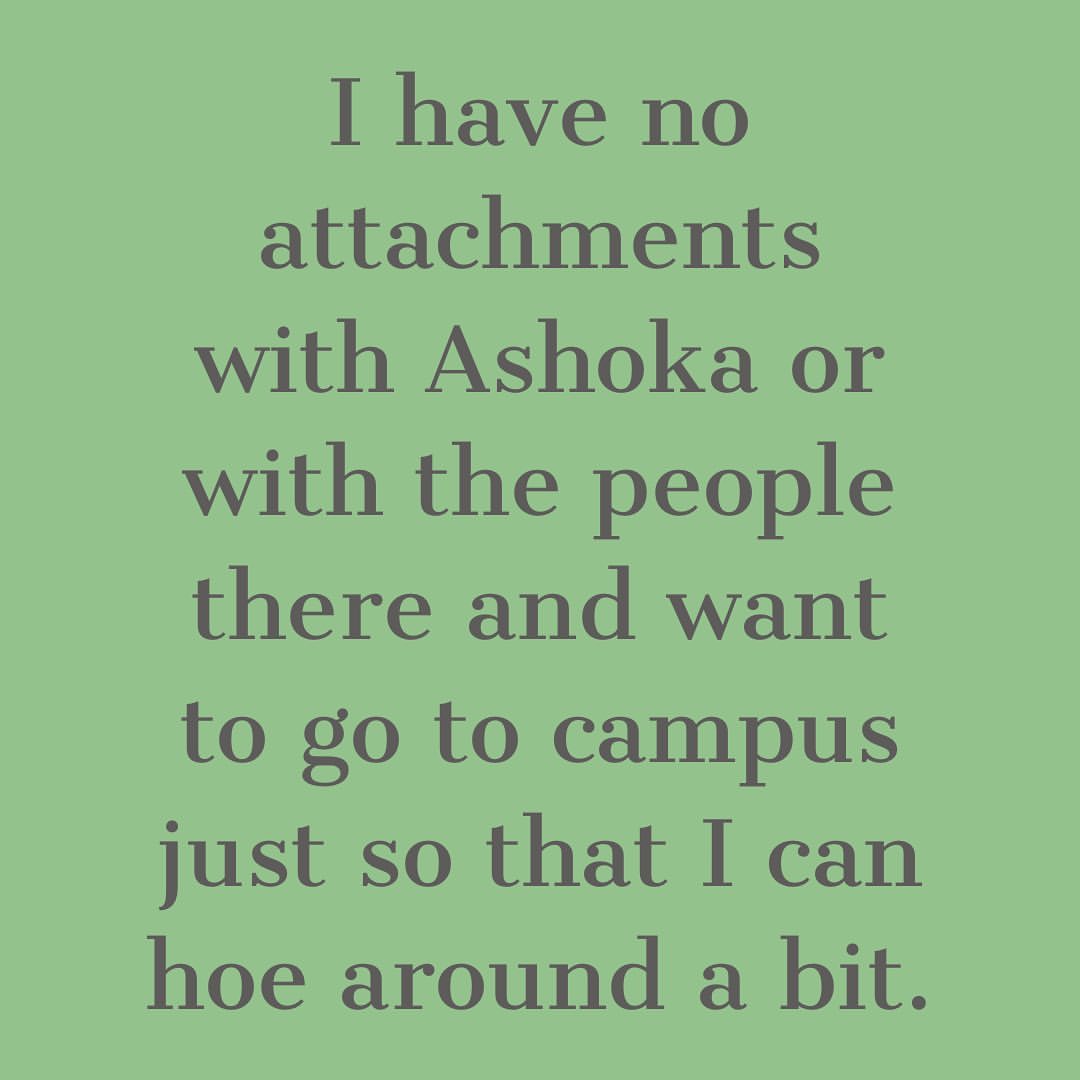 I have no
attachments
with Ashoka or
with the people
there and want
to go to campus
just so that I can
hoe around a bit.